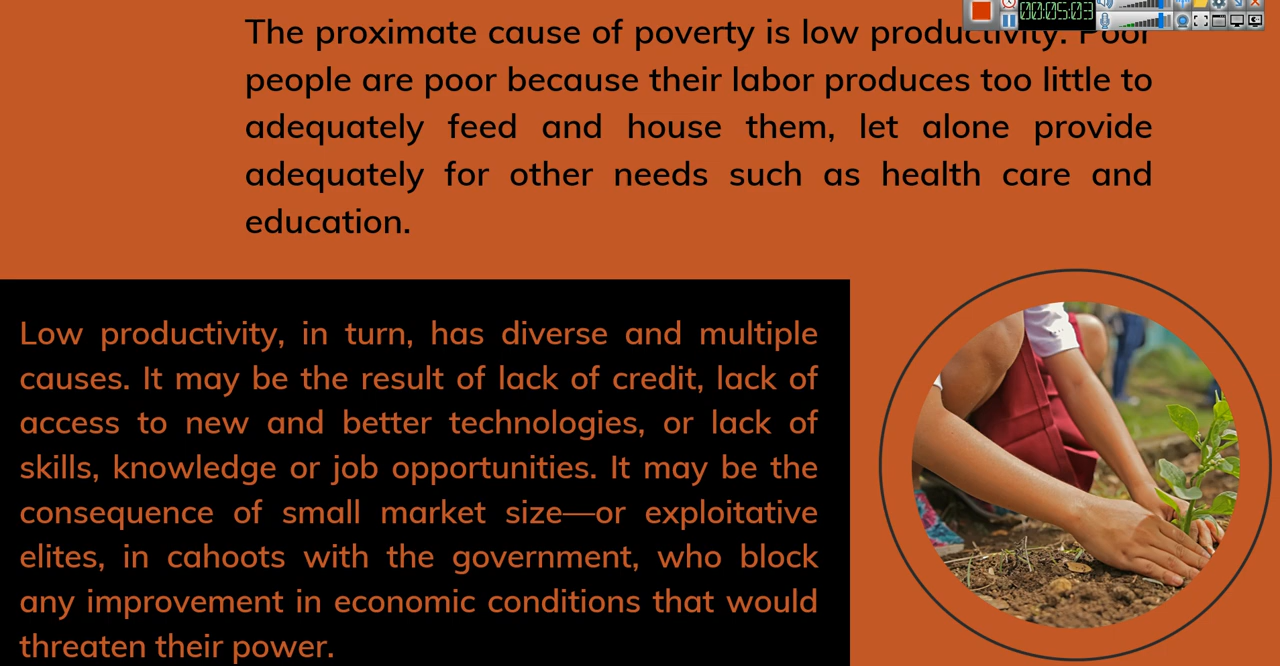 The proximate cause of poverty is low productivity. Poor
people are poor because their labor produces too little to
adequately feed and house them, let alone provide
adequately for other needs such as health care and
education.
Low productivity, in turn, has diverse and multiple
causes. It may be the result of lack of credit, lack of
access to new and better technologies, or lack of
skills, knowledge or job opportunities. It may be the
consequence of small market size—or exploitative
elites, in cahoots with the government, who block
any improvement in economic conditions that would
threaten their power.
00:05:03